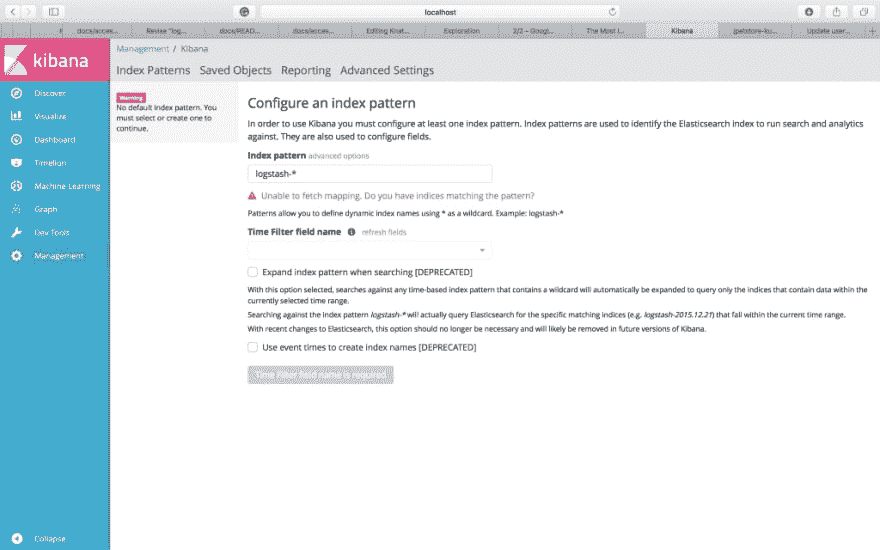 localhost
docs/acces...
Revise "log...
docs/READ...
docs/acces...
Editing Knat...
Exploration
2/2 – Googl...
The Most I...
Kibana
jpetstore-ku...
Update user...
kibana
Management / Kibana
Index Patterns Saved Objects Reporting Advanced Settings
Discover
Visualize
Dashboard
Timelion
Machine Learning
Graph
Dev Tools
Management
Collapse
Warning
No default index pattern. You
must select or create one to
continue.
Configure an index pattern
In order to use Kibana you must configure at least one index pattern. Index patterns are used to identify the Elasticsearch index to run search and analytics
against. They are also used to configure fields.
Index pattern advanced options
logstash-*
Unable to fetch mapping. Do you have indices matching the pattern?
Patterns allow you to define dynamic index names using * as a wildcard. Example: logstash-*
Time Filter field name refresh fields
Expand index pattern when searching [DEPRECATED]
With this option selected, searches against any time-based index pattern that contains a wildcard will automatically be expanded to query only the indices that contain data within the
currently selected time range.
Searching against the index pattern logstash-* will actually query Elasticsearch for the specific matching indices (e.g. logstash-2015.12.21) that fall within the current time range.
With recent changes to Elasticsearch, this option should no longer be necessary and will likely be removed in future versions of Kibana.
Use event times to create index names [DEPRECATED]
Time Filter field name is required